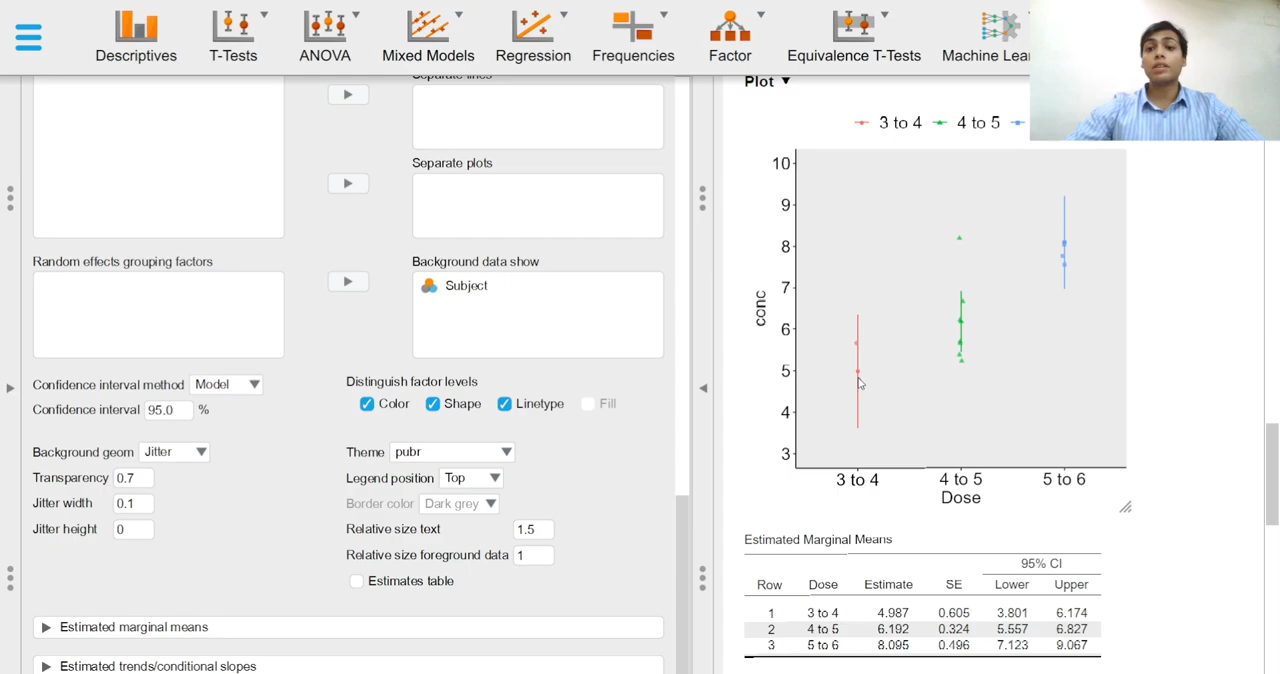 Descriptives T-Tests ANOVA Mixed Models Regression Frequencies Factor Equivalence T-Tests Machine Lear
Separate lines
Separate plots
Random effects grouping factors
Background data show
Subject
Confidence interval method Model
Confidence interval 95.0 %
Distinguish factor levels
Color Shape Linetype Fill
Background geom Jitter
Transparency 0.7
Jitter width 0.1
Jitter height 0
Theme pubr
Legend position Top
Border color Dark grey
Relative size text 1.5
Relative size foreground data 1
Estimates table
Estimated marginal means
Estimated trends/conditional slopes
Plot
3 to 4 4 to 5
10
9
8
7
6
5
4
3
conc
3 to 4 4 to 5 5 to 6
Dose
Estimated Marginal Means
95% CI
Row Dose Estimate SE Lower Upper
1 3 to 4 4.987 0.605 3.801 6.174
2 4 to 5 6.192 0.324 5.557 6.827
3 5 to 6 8.095 0.496 7.123 9.067